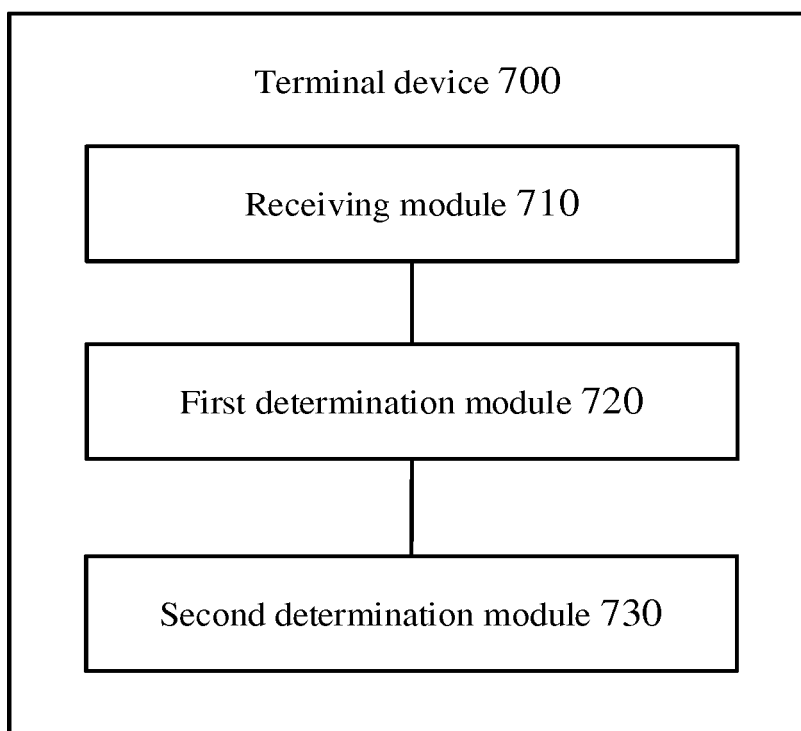 Terminal device 700
Receiving module 710
First determination module 720
Second determination module 730